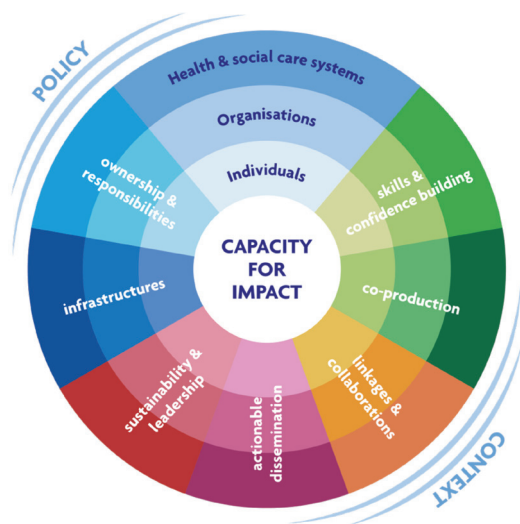 POLICY
Health & social care systems
Organisations
Individuals
ownership &
responsibilities
skills &
confidence building
CAPACITY
FOR
IMPACT
infrastructures
co-production
sustainability &
leadership
actionable
dissemination
linkages &
collaborations
CONTEXT